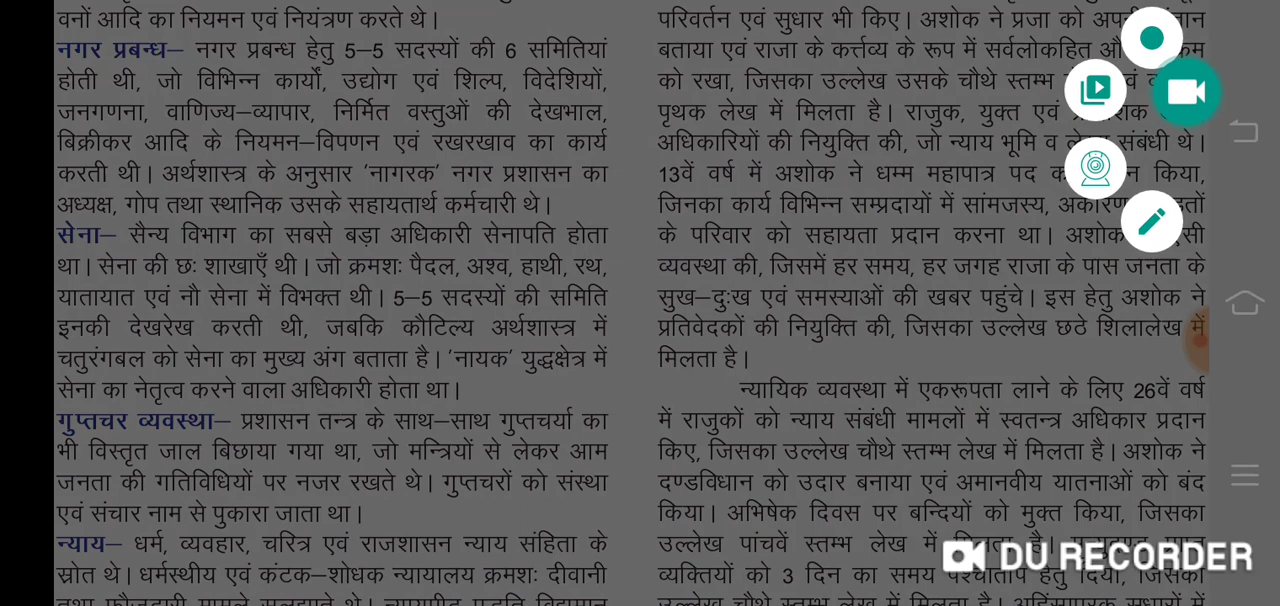 वनों आदि का नियमन एवं नियंत्रण करते थे।
नगर प्रबन्ध– नगर प्रबन्ध हेतु 5–5 सदस्यों की 6 समितियां
होती थी, जो विभिन्न कार्यों, उद्योग एवं शिल्प, विदेशियों,
जनगणना, वाणिज्य–व्यापार, निर्मित वस्तुओं की देखभाल,
बिक्रीकर आदि के नियमन–विपणन एवं रखरखाव का कार्य
करती थी। अर्थशास्त्र के अनुसार 'नागरक' नगर प्रशासन का
अध्यक्ष, गोप तथा स्थानिक उसके सहायतार्थ कर्मचारी थे।
सेना– सैन्य विभाग का सबसे बड़ा अधिकारी सेनापति होता
था। सेना की छः शाखाएँ थी। जो क्रमशः पैदल, अश्व, हाथी, रथ,
यातायात एवं नौ सेना में विभक्त थी। 5–5 सदस्यों की समिति
इनकी देखरेख करती थी, जबकि कौटिल्य अर्थशास्त्र में
चतुरंगबल को सेना का मुख्य अंग बताता है। 'नायक' युद्धक्षेत्र में
सेना का नेतृत्व करने वाला अधिकारी होता था।
गुप्तचर व्यवस्था– प्रशासन तन्त्र के साथ–साथ गुप्तचर्या का
भी विस्तृत जाल बिछाया गया था, जो मन्त्रियों से लेकर आम
जनता की गतिविधियों पर नजर रखते थे। गुप्तचरों को संस्था
एवं संचार नाम से पुकारा जाता था।
न्याय– धर्म, व्यवहार, चरित्र एवं राजशासन न्याय संहिता के
स्रोत थे। धर्मस्थीय एवं कंटक–शोधक न्यायालय क्रमशः दीवानी
परिवर्तन एवं सुधार भी किए। अशोक ने प्रजा को
बताया एवं राजा के कर्त्तव्य के रूप में सर्वलोकहित
को रखा, जिसका उल्लेख उसके चौथे स्तम्भ
पृथक लेख में मिलता है। राजुक, युक्त एवं
अधिकारियों की नियुक्ति की, जो न्याय भूमि व संबंधी थे।
13वें वर्ष में अशोक ने धम्म महापात्र पद किया,
जिनका कार्य विभिन्न सम्प्रदायों में सांमजस्य,
के परिवार को सहायता प्रदान करना था। अशोक
व्यवस्था की, जिसमें हर समय, हर जगह राजा के पास जनता के
सुख–दुःख एवं समस्याओं की खबर पहुंचे। इस हेतु अशोक ने
प्रतिवेदकों की नियुक्ति की, जिसका उल्लेख छठे शिलालेख में
मिलता है।
न्यायिक व्यवस्था में एकरूपता लाने के लिए 26वें वर्ष
में राजुकों को न्याय संबंधी मामलों में स्वतन्त्र अधिकार प्रदान
किए, जिसका उल्लेख चौथे स्तम्भ लेख में मिलता है। अशोक ने
दण्डविधान को उदार बनाया एवं अमानवीय यातनाओं को बंद
किया। अभिषेक दिवस पर बन्दियों को मुक्त किया, जिसका
उल्लेख पांचवें स्तम्भ लेख में मिलता है।
व्यक्तियों को 3 दिन का समय पश्चाताप हेतु दिया, जिसका
DU RECORDER